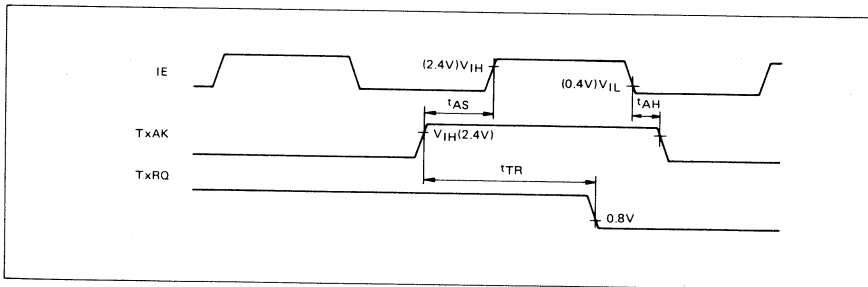 IE
(2.4V)VIH
(0.4V)VIL
tAS
tAH
TxAK
VIH(2.4V)
TxRQ
tTR
0.8V